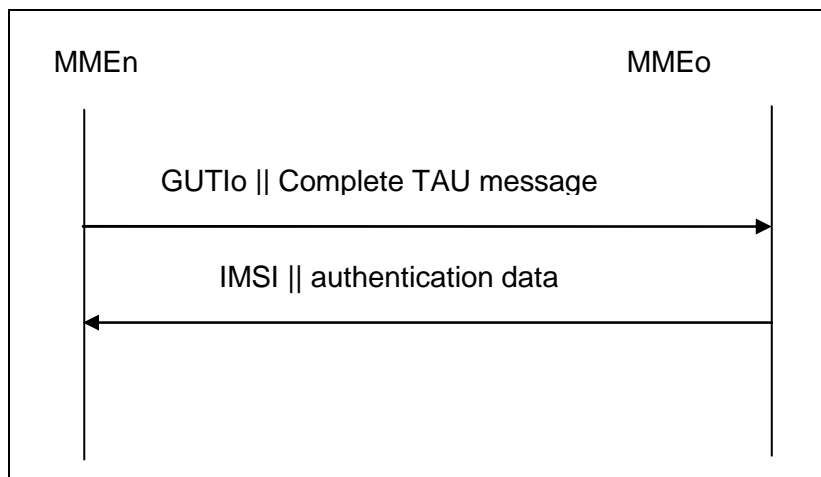 MMEn
MMEo
GUTIo || Complete TAU message
IMSI || authentication data